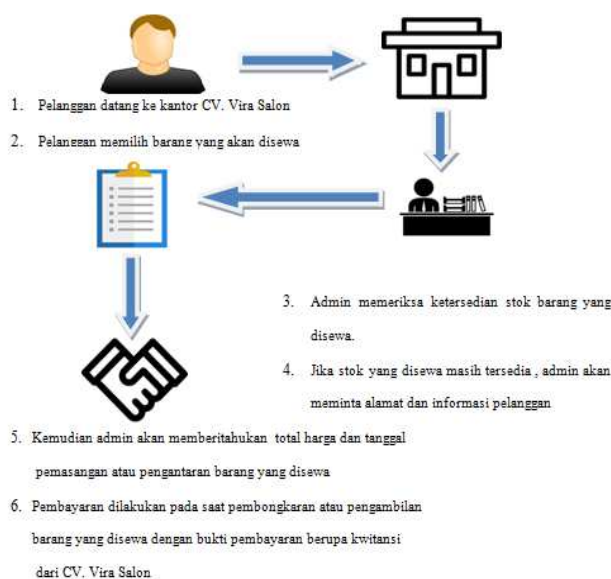 1. Pelanggan datang ke kantor CV. Vira Salon
2. Pelanggan memilih barang yang akan disewa
3. Admin memeriksa ketersedian stok barang yang
disewa.
4. Jika stok yang disewa masih tersedia , admin akan
meminta alamat dan informasi pelanggan
5. Kemudian admin akan memberitahukan total harga dan tanggal
pemasangan atau pengantaran barang yang disewa
6. Pembayaran dilakukan pada saat pembongkaran atau pengambilan
barang yang disewa dengan bukti pembayaran berupa kwitansi
dari CV. Vira Salon